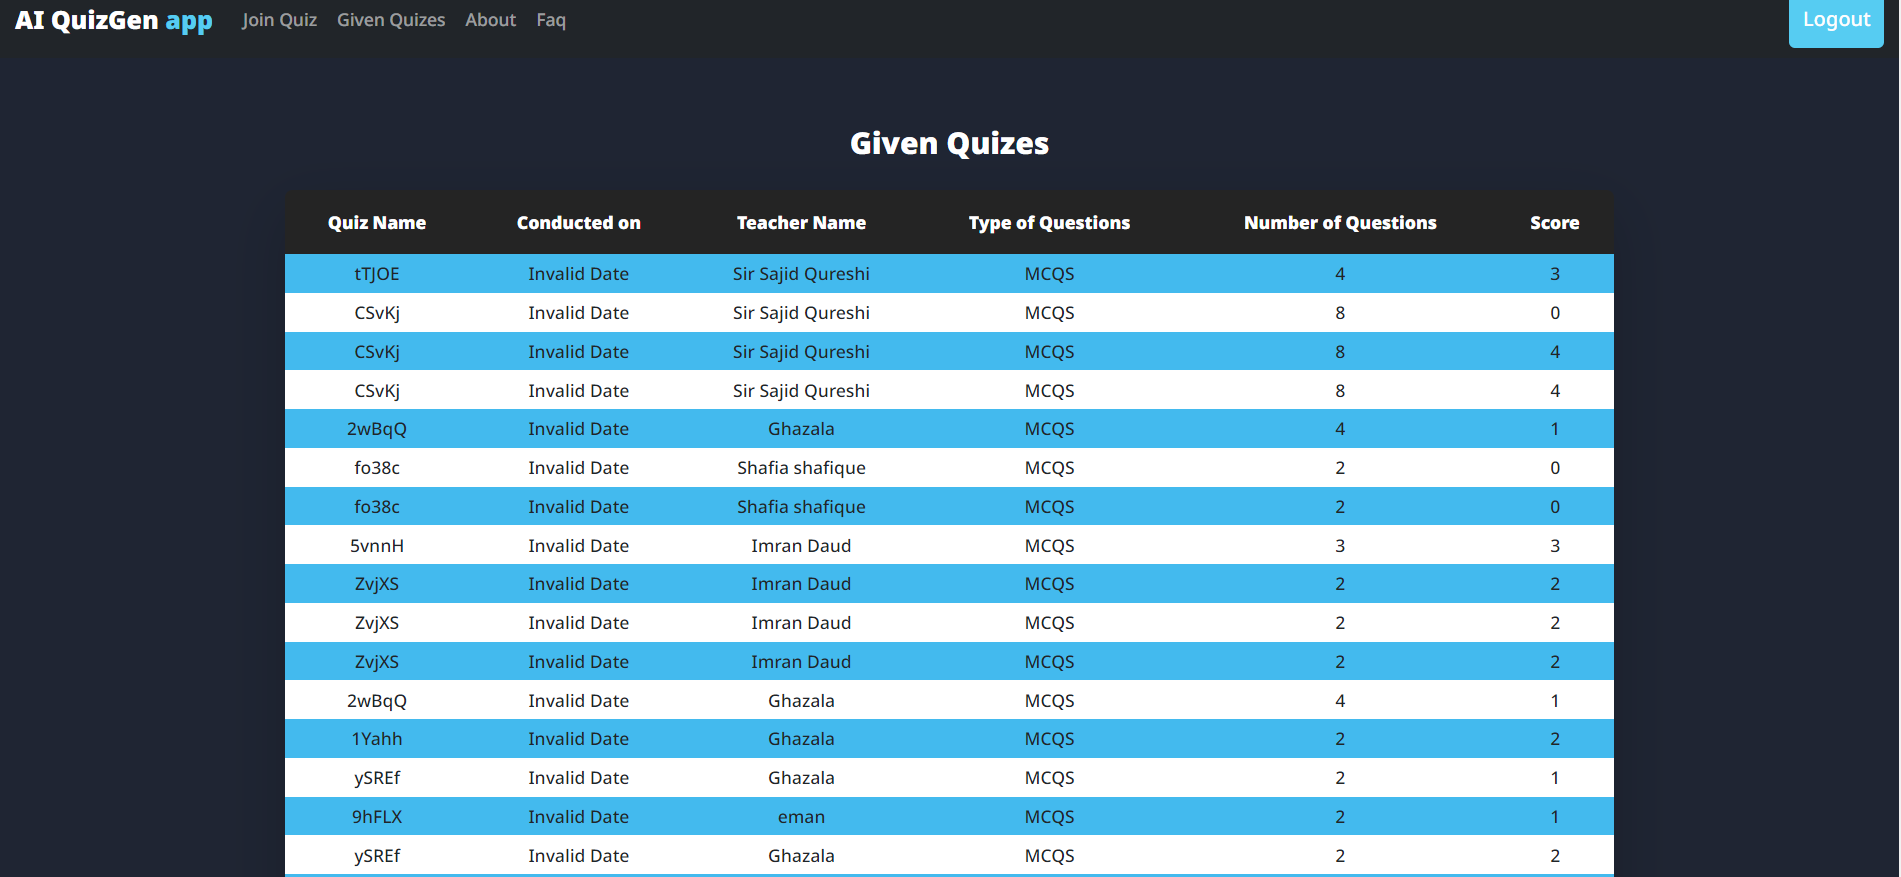 AI QuizGen app Join Quiz Given Quizes About Faq Logout
Given Quizes
Quiz Name Conducted on Teacher Name Type of Questions Number of Questions Score
tTJOE Invalid Date Sir Sajid Qureshi MCQS 4 3
CSvKj Invalid Date Sir Sajid Qureshi MCQS 8 0
CSvKj Invalid Date Sir Sajid Qureshi MCQS 8 4
CSvKj Invalid Date Sir Sajid Qureshi MCQS 8 4
2wBqQ Invalid Date Ghazala MCQS 4 1
fo38c Invalid Date Shafia shafique MCQS 2 0
fo38c Invalid Date Shafia shafique MCQS 2 0
5vnnH Invalid Date Imran Daud MCQS 3 3
ZvjXS Invalid Date Imran Daud MCQS 2 2
ZvjXS Invalid Date Imran Daud MCQS 2 2
ZvjXS Invalid Date Imran Daud MCQS 2 2
2wBqQ Invalid Date Ghazala MCQS 4 1
1Yahh Invalid Date Ghazala MCQS 2 2
ySREf Invalid Date Ghazala MCQS 2 1
9hFLX Invalid Date eman MCQS 2 1
ySREf Invalid Date Ghazala MCQS 2 2